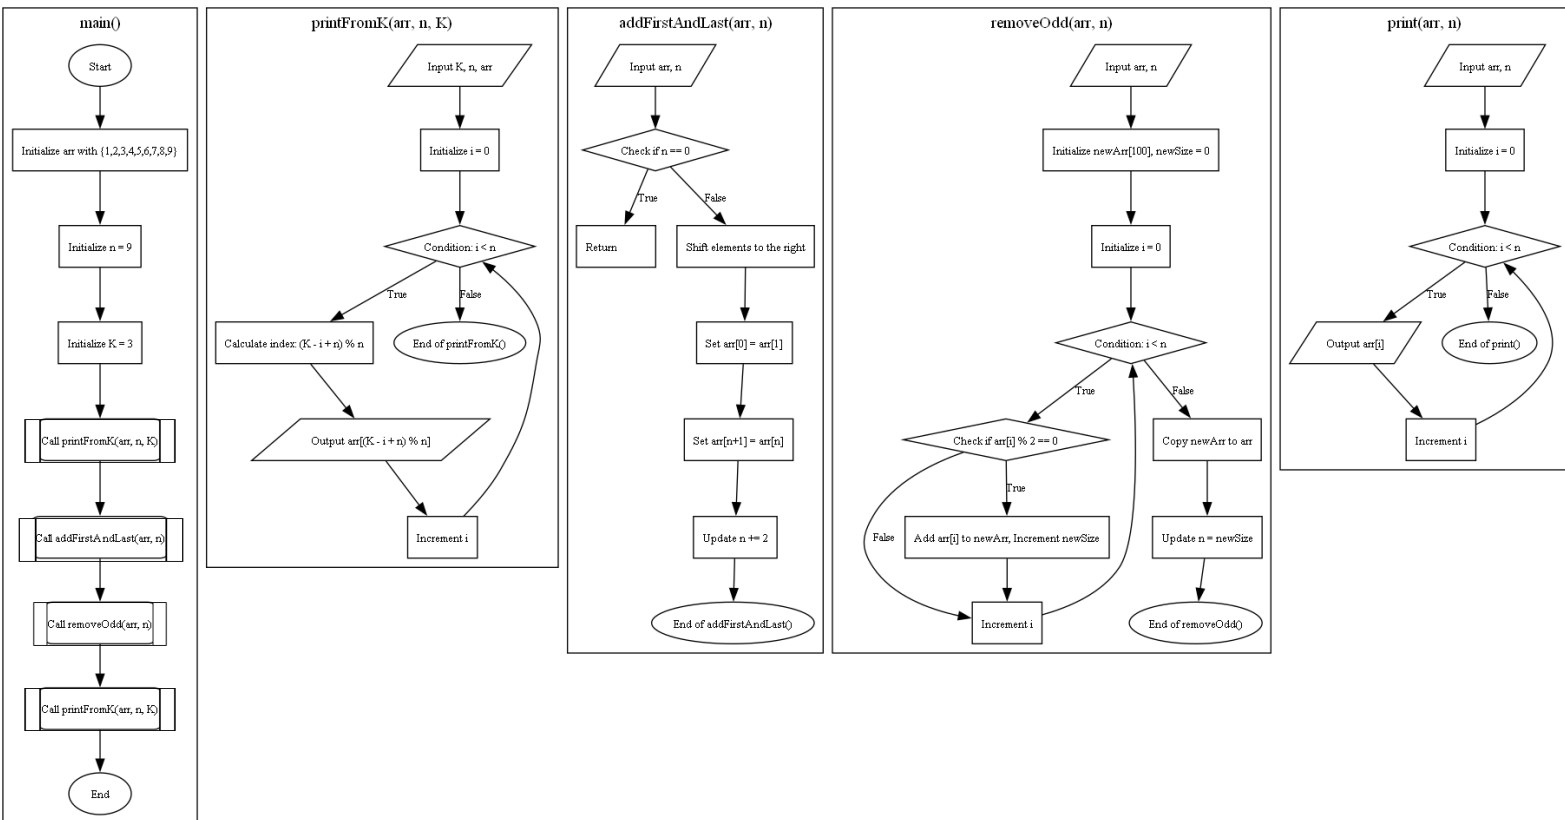 main()
Start
Initialize arr with {1,2,3,4,5,6,7,8,9}
Initialize n = 9
Initialize K = 3
Call printFromK(arr, n, K)
Call addFirstAndLast(arr, n)
Call removeOdd(arr, n)
Call printFromK(arr, n, K)
End
printFromK(arr, n, K)
Input K, n, arr
Initialize i = 0
Condition: i < n
True
False
Calculate index: (K - i + n) % n
End of printFromK()
Output arr[(K - i + n) % n]
Increment i
addFirstAndLast(arr, n)
Input arr, n
Check if n == 0
True
False
Return
Shift elements to the right
Set arr[0] = arr[1]
Set arr[n+1] = arr[n]
Update n += 2
End of addFirstAndLast()
removeOdd(arr, n)
Input arr, n
Initialize newArr[100], newSize = 0
Initialize i = 0
Condition: i < n
True
False
Check if arr[i] % 2 == 0
Copy newArr to arr
True
False
Add arr[i] to newArr, Increment newSize
Update n = newSize
Increment i
End of removeOdd()
print(arr, n)
Input arr, n
Initialize i = 0
Condition: i < n
True
False
Output arr[i]
End of print()
Increment i